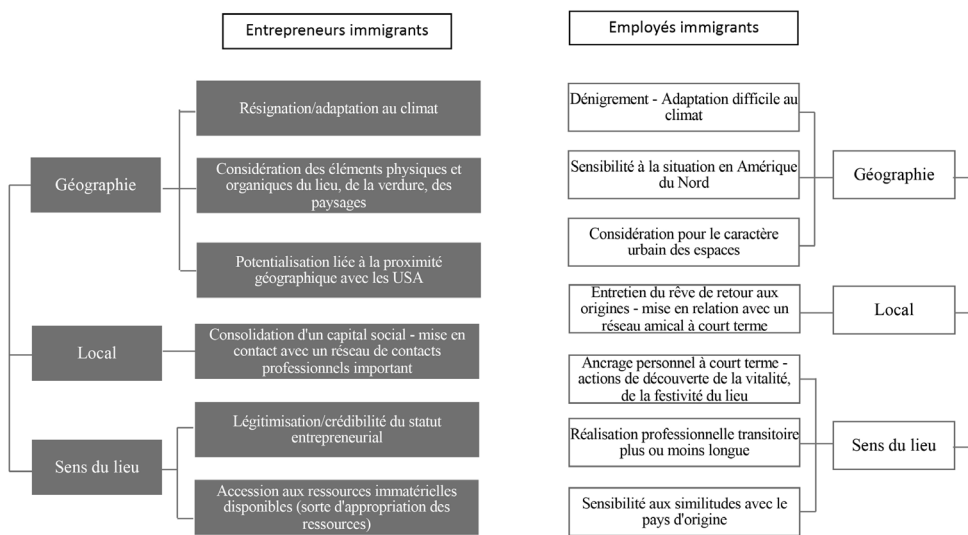 Entrepreneurs immigrants
Géographie
Résignation/adaptation au climat
Considération des éléments physiques et
organiques du lieu, de la verdure, des
paysages
Potentialisation liée à la proximité
géographique avec les USA
Local
Consolidation d'un capital social - mise en
contact avec un réseau de contacts
professionnels important
Sens du lieu
Légitimisation/crédibilité du statut
entrepreneurial
Accession aux ressources immatérielles
disponibles (sorte d'appropriation des
ressources)
Employés immigrants
Dénigrement - Adaptation difficile au
climat
Sensibilité à la situation en Amérique
du Nord
Considération pour le caractère
urbain des espaces
Géographie
Entretien du rêve de retour aux
origines - mise en relation avec un
réseau amical à court terme
Local
Ancrage personnel à court terme -
actions de découverte de la vitalité,
de la festivité du lieu
Réalisation professionnelle transitoire
plus ou moins longue
Sensibilité aux similitudes avec le
pays d'origine
Sens du lieu